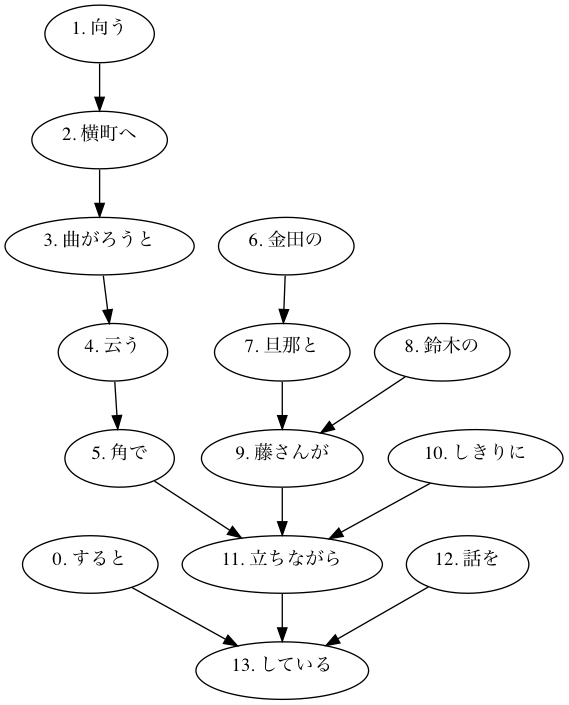 1. 向う
2. 横町へ
3. 曲がろうと
6. 金田の
4. 云う
7. 旦那と
8. 鈴木の
5. 角で
9. 藤さんが
10. しきりに
0. すると
11. 立ちながら
12. 話を
13. している